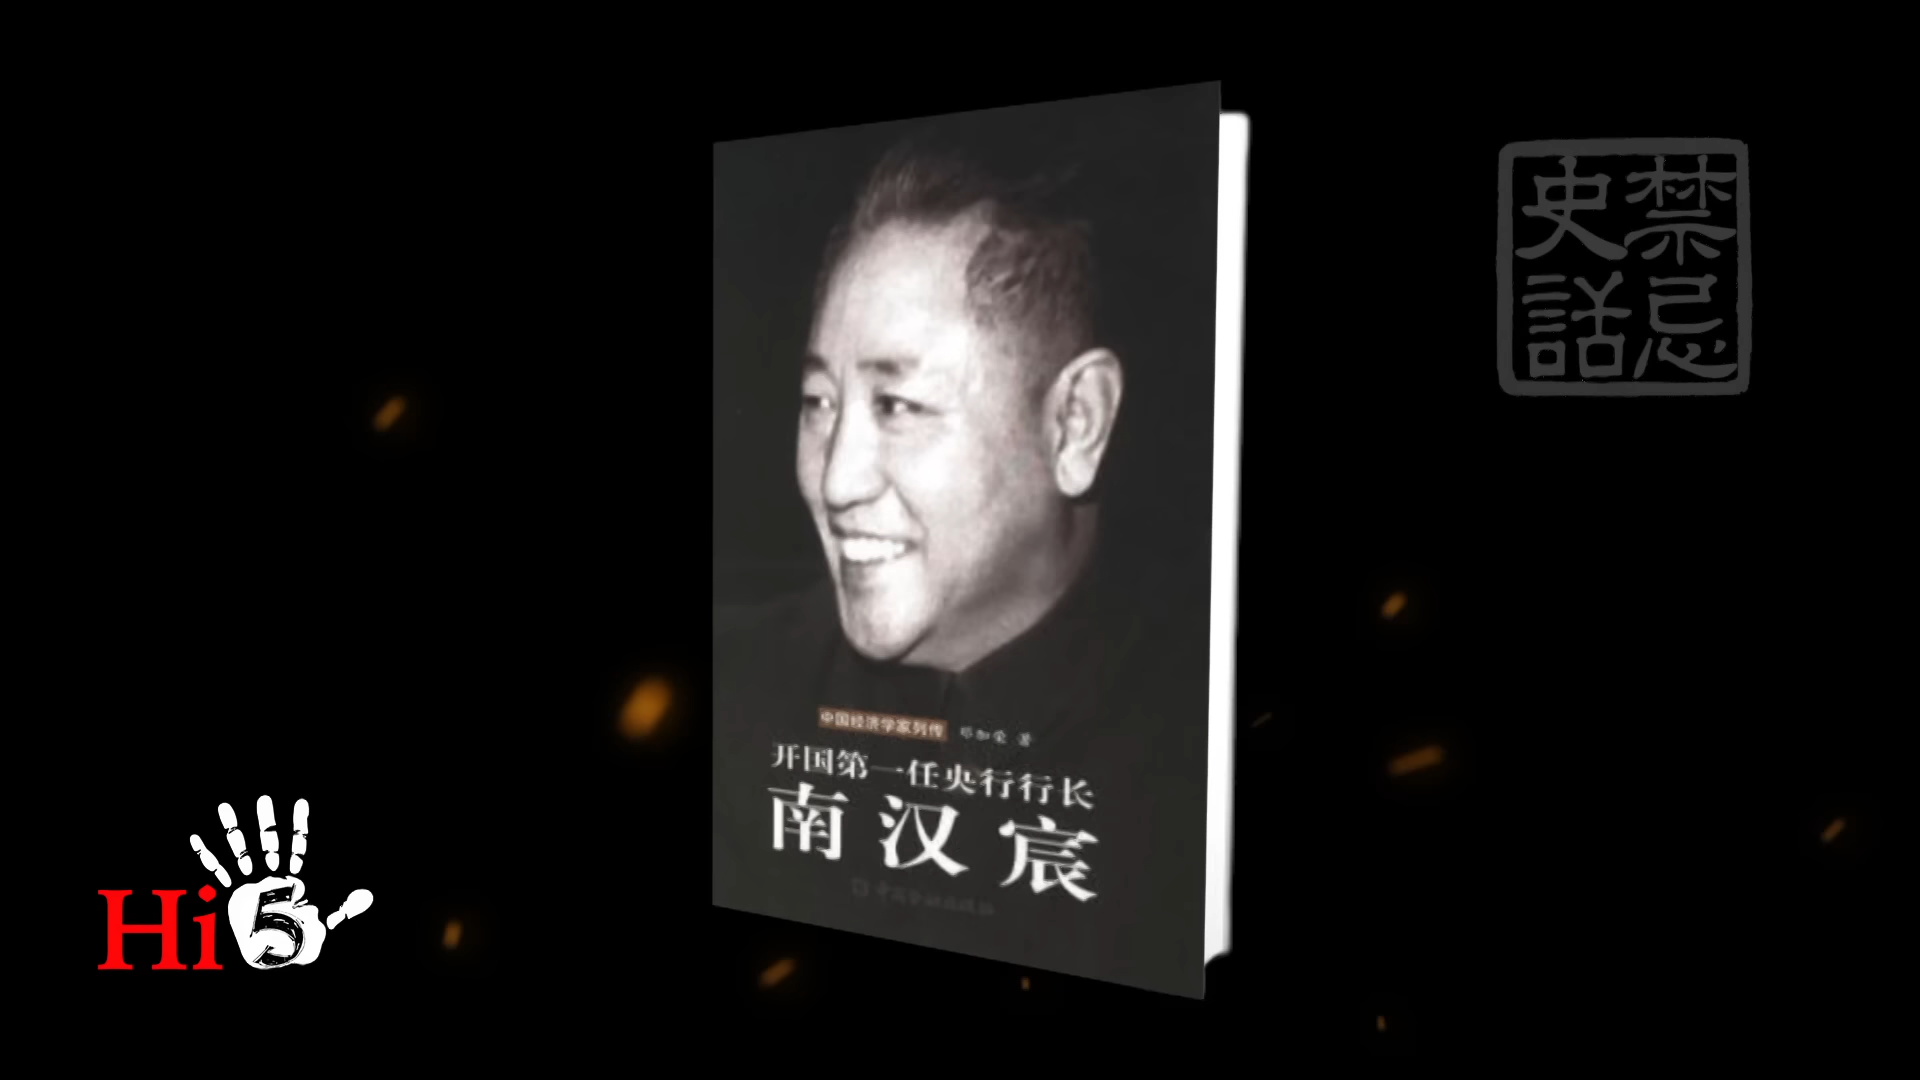 禁忌
史話
中国经济学家列传 邓加荣 著
开国第一任央行行长
南汉宸
Hi5